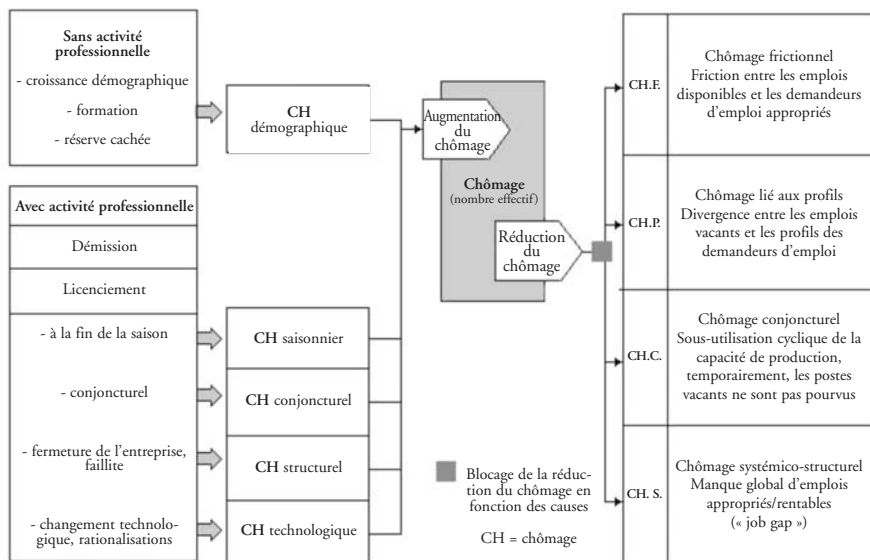 Sans activité
professionnelle
- croissance démographique
- formation
- réserve cachée
CH
démographique
Avec activité professionnelle
Démission
Licenciement
- à la fin de la saison
- conjoncturel
- fermeture de l'entreprise,
faillite
- changement technolo-
gique, rationalisations
CH saisonnier
CH conjoncturel
CH structurel
CH technologique
Augmentation
du
chômage
Chômage
(nombre effectif)
Réduction
du
chômage
Blocage de la réduc-
tion du chômage en
fonction des causes
CH = chômage
CH.F.
Chômage frictionnel
Friction entre les emplois
disponibles et les demandeurs
d'emploi appropriés
CH.P.
Chômage lié aux profils
Divergence entre les emplois
vacants et les profils des
demandeurs d'emploi
CH.C.
Chômage conjoncturel
Sous-utilisation cyclique de la
capacité de production,
temporairement, les postes
vacants ne sont pas pourvus
CH. S.
Chômage systémico-structurel
Manque global d'emplois
appropriés/rentables
(« job gap »)